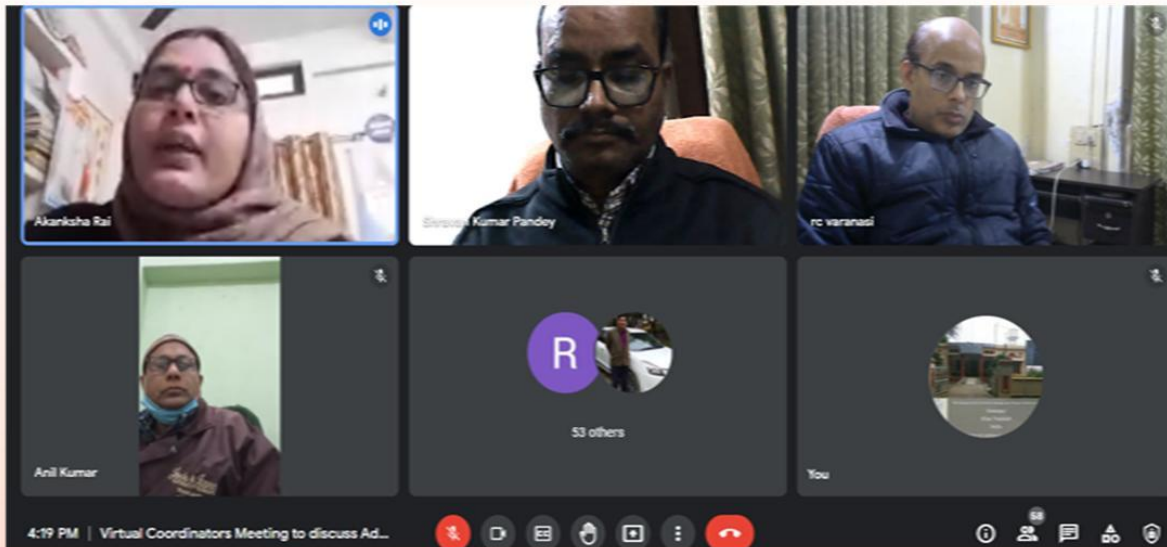 Akanksha Rai
Kumar Pandey
rc varanasi
Anil Kumar
R
53 others
You
4:19 PM | Virtual Coordinators Meeting to discuss Ad...
68